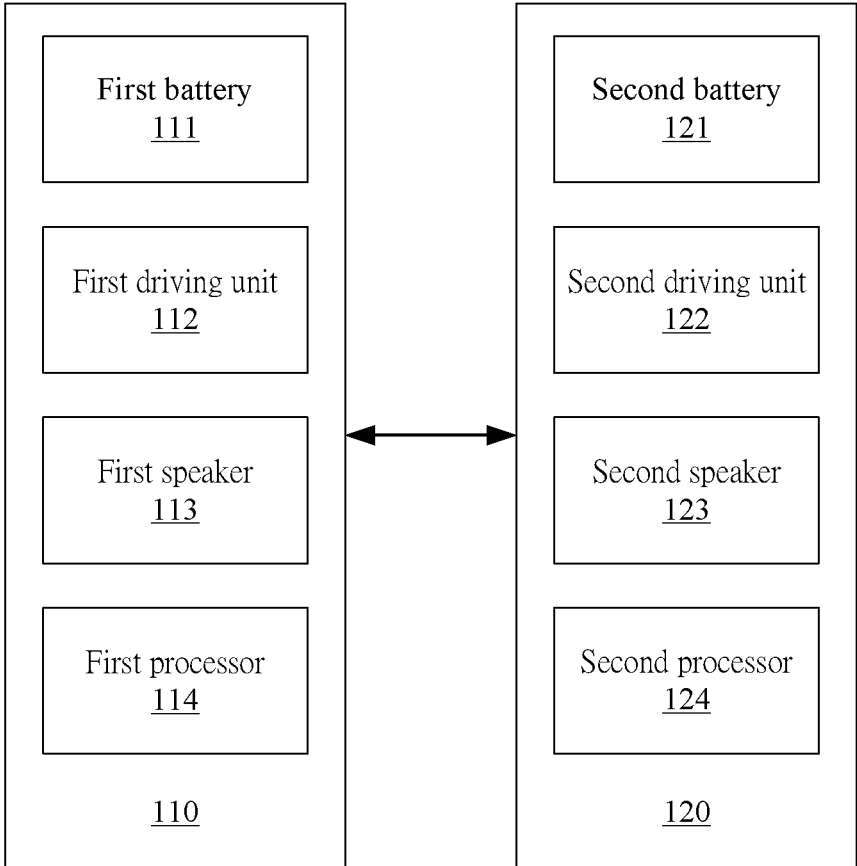 First battery
111
First driving unit
112
First speaker
113
First processor
114
110
Second battery
121
Second driving unit
122
Second speaker
123
Second processor
124
120